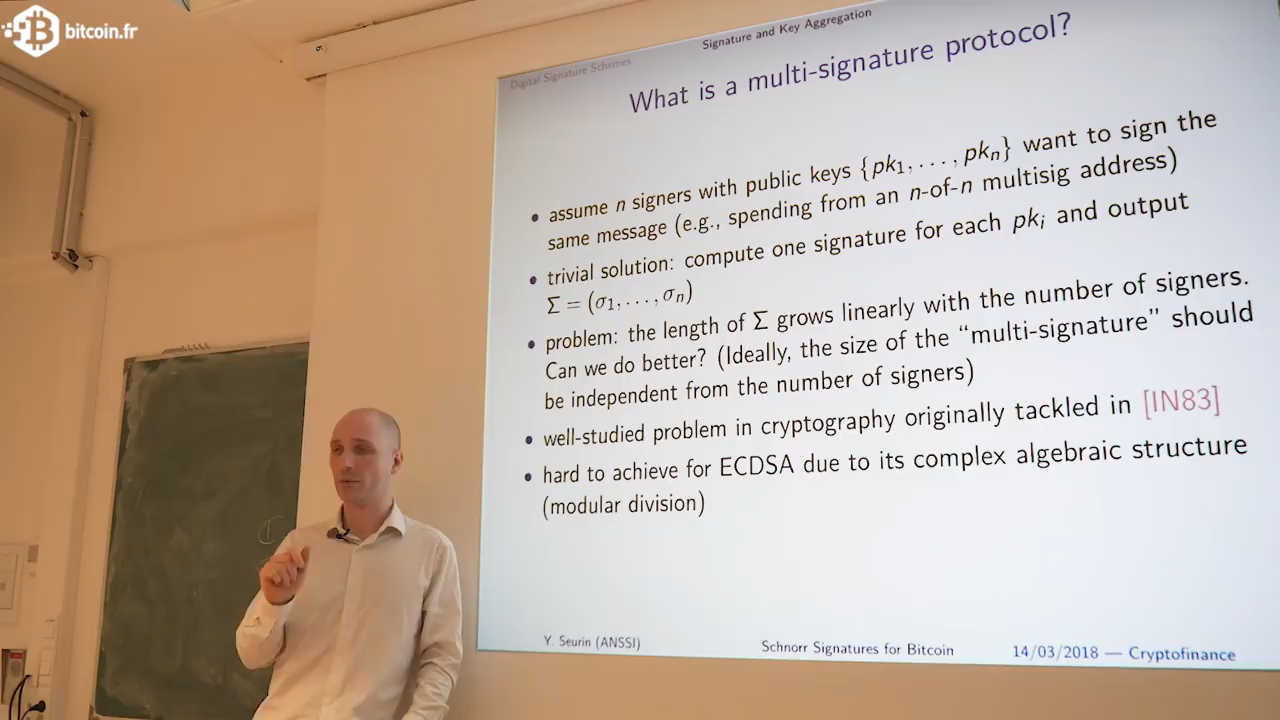 bitcoin.fr
Digital Signature Schemes
Signature and Key Aggregation
What is a multi-signature protocol?
• assume n signers with public keys {pk₁, . . . , pkₙ} want to sign the
same message (e.g., spending from an n-of-n multisig address)
• trivial solution: compute one signature for each pkᵢ and output
Σ = (σ₁, . . . , σₙ)
• problem: the length of Σ grows linearly with the number of signers.
Can we do better? (Ideally, the size of the “multi-signature” should
be independent from the number of signers)
• well-studied problem in cryptography originally tackled in [IN83]
• hard to achieve for ECDSA due to its complex algebraic structure
(modular division)
Y. Seurin (ANSSI)
Schnorr Signatures for Bitcoin
14/03/2018 — Cryptofinance